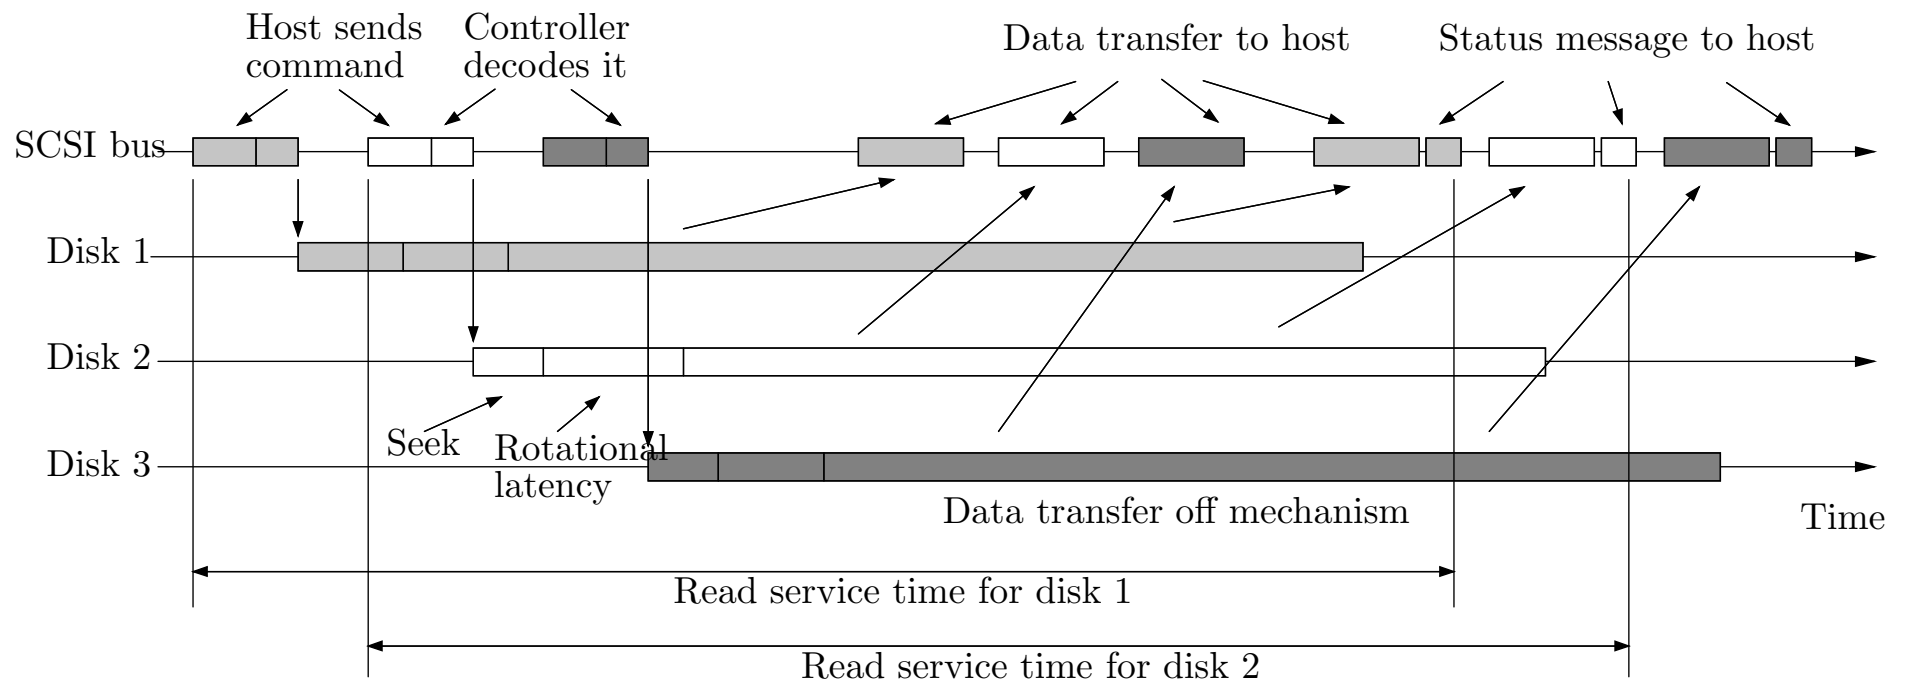 Host sends
command
Controller
decodes it
Data transfer to host
Status message to host
SCSI bus
Disk 1
Disk 2
Seek
Rotational
latency
Disk 3
Data transfer off mechanism
Time
Read service time for disk 1
Read service time for disk 2